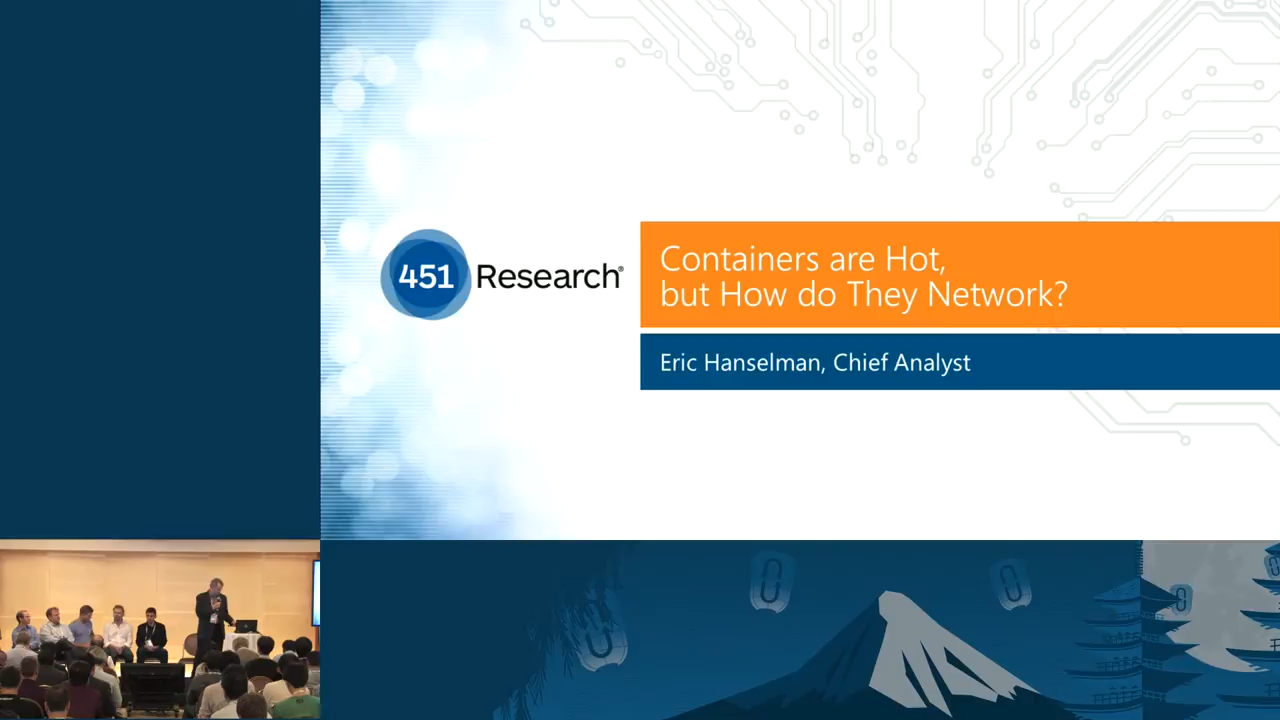 451 Research®
Containers are Hot,
but How do They Network?
Eric Hanselman, Chief Analyst